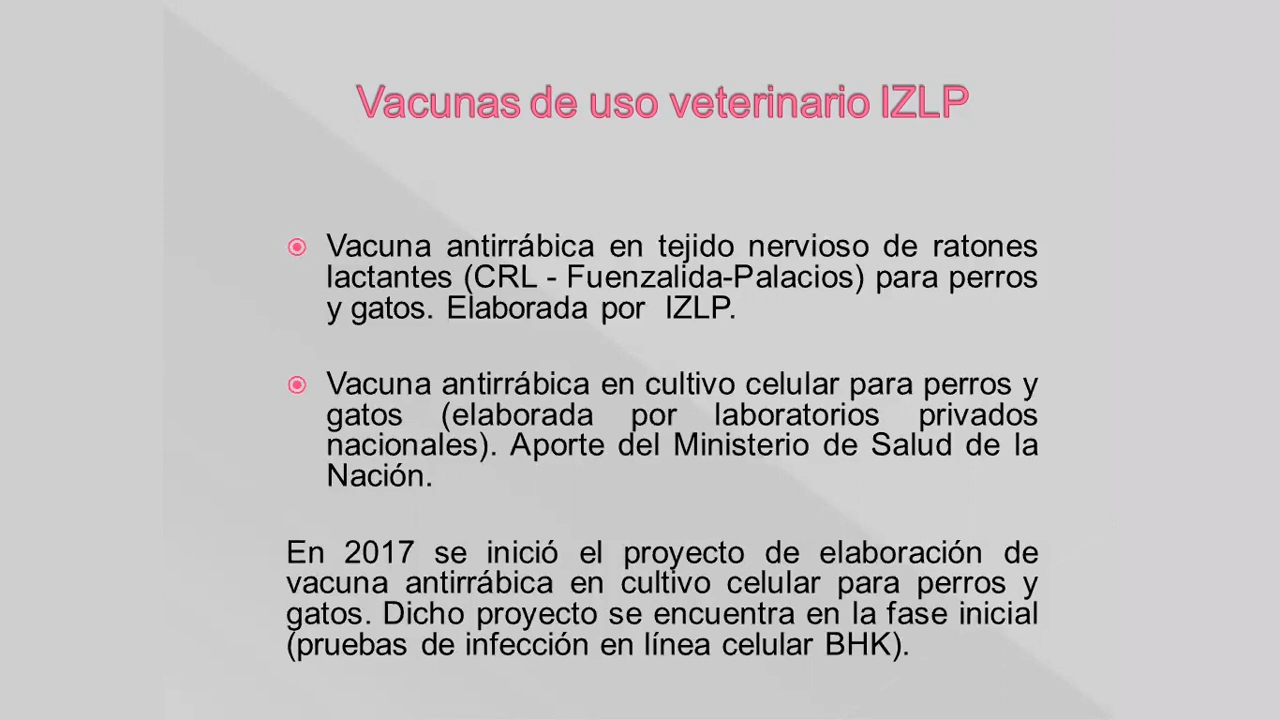 Vacunas de uso veterinario IZLP
Vacuna antirrábica en tejido nervioso de ratones
lactantes (CRL - Fuenzalida-Palacios) para perros
y gatos. Elaborada por IZLP.
Vacuna antirrábica en cultivo celular para perros y
gatos (elaborada por laboratorios privados
nacionales). Aporte del Ministerio de Salud de la
Nación.
En 2017 se inició el proyecto de elaboración de
vacuna antirrábica en cultivo celular para perros y
gatos. Dicho proyecto se encuentra en la fase inicial
(pruebas de infección en línea celular BHK).